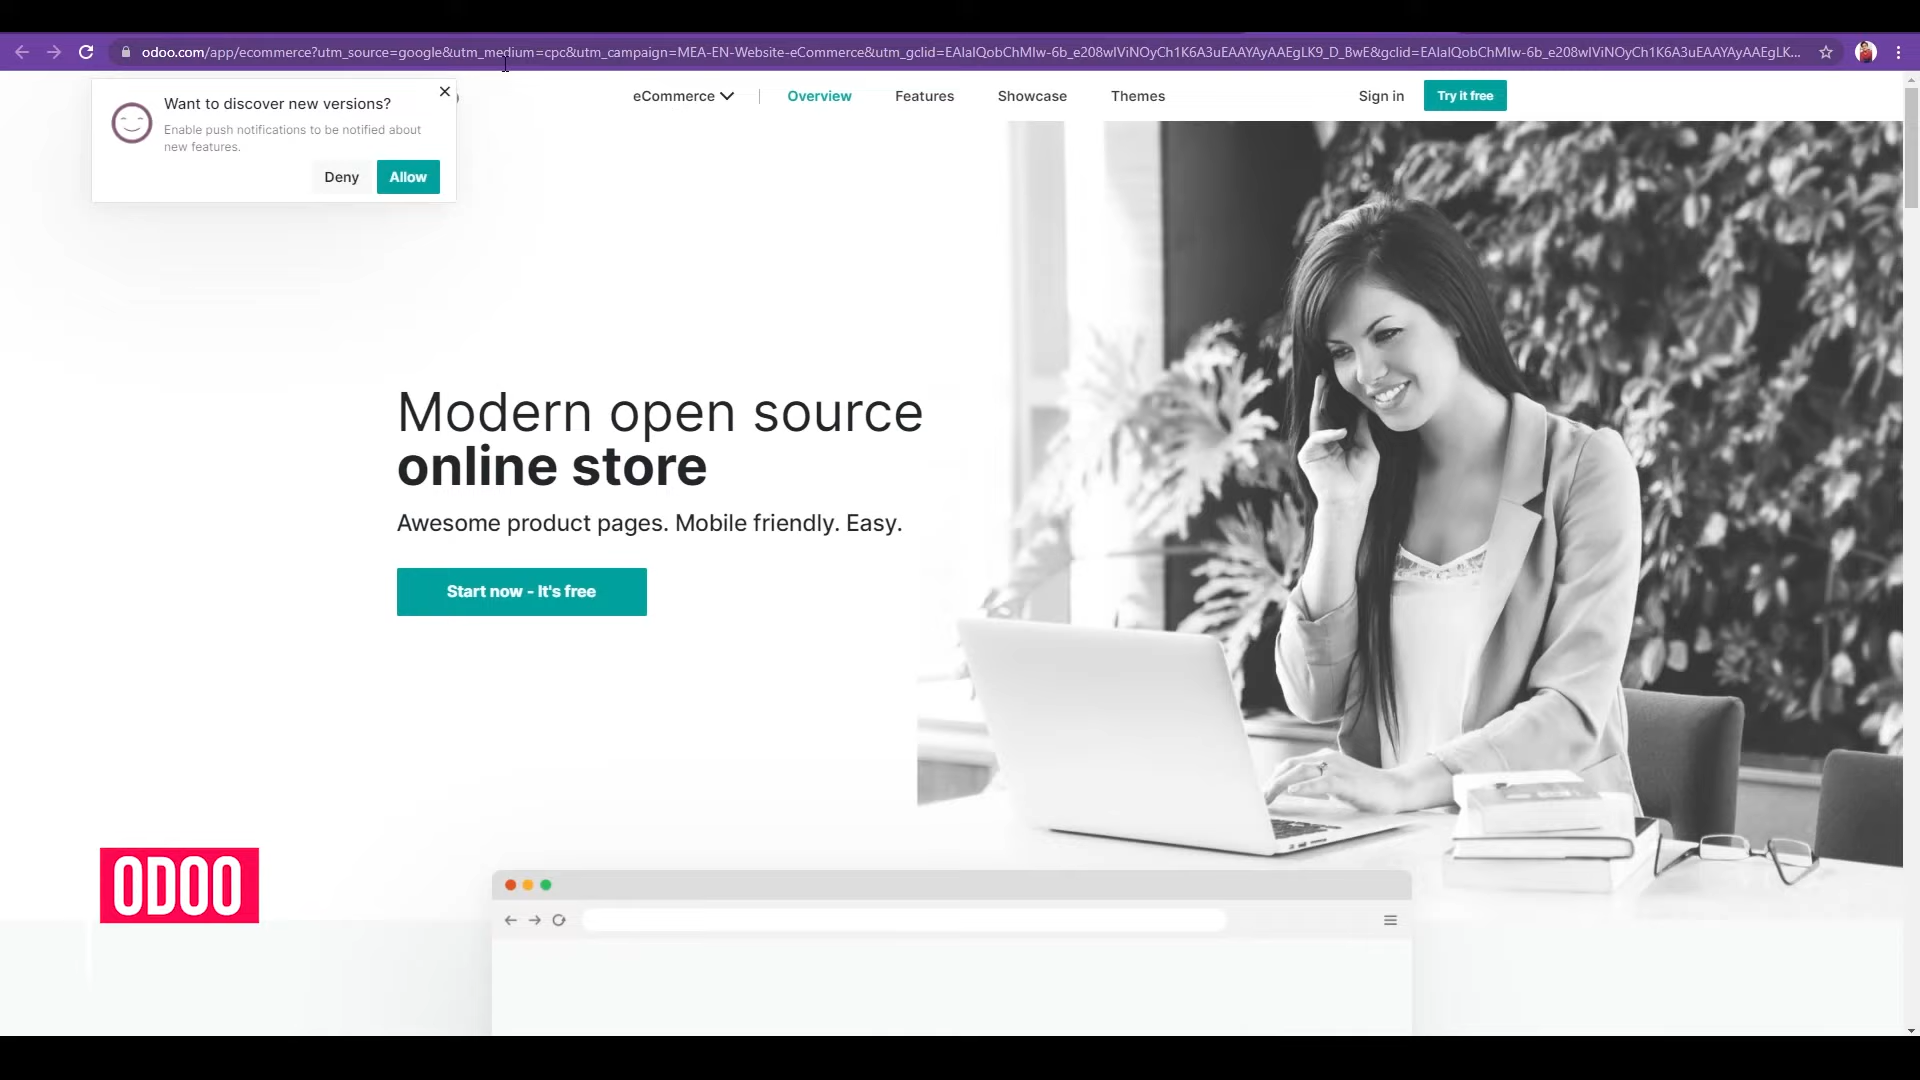 odoo.com/app/ecommerce?utm_source=google&utm_medium=cpc&utm_campaign=MEA-EN-Website-eCommerce&utm_gclid=EAIaIQobChMIw-6b_e208wIViNOyCh1K6A3uEAAYAyAAEgLK9_D_BwE&gclid=EAIaIQobChMIw-6b_e208wIViNOyCh1K6A3uEAAYAyAAEgLK...
Want to discover new versions?
Enable push notifications to be notified about
new features.
Deny Allow
eCommerce Overview Features Showcase Themes Sign in Try it free
Modern open source
online store
Awesome product pages. Mobile friendly. Easy.
Start now - It's free
ODOO